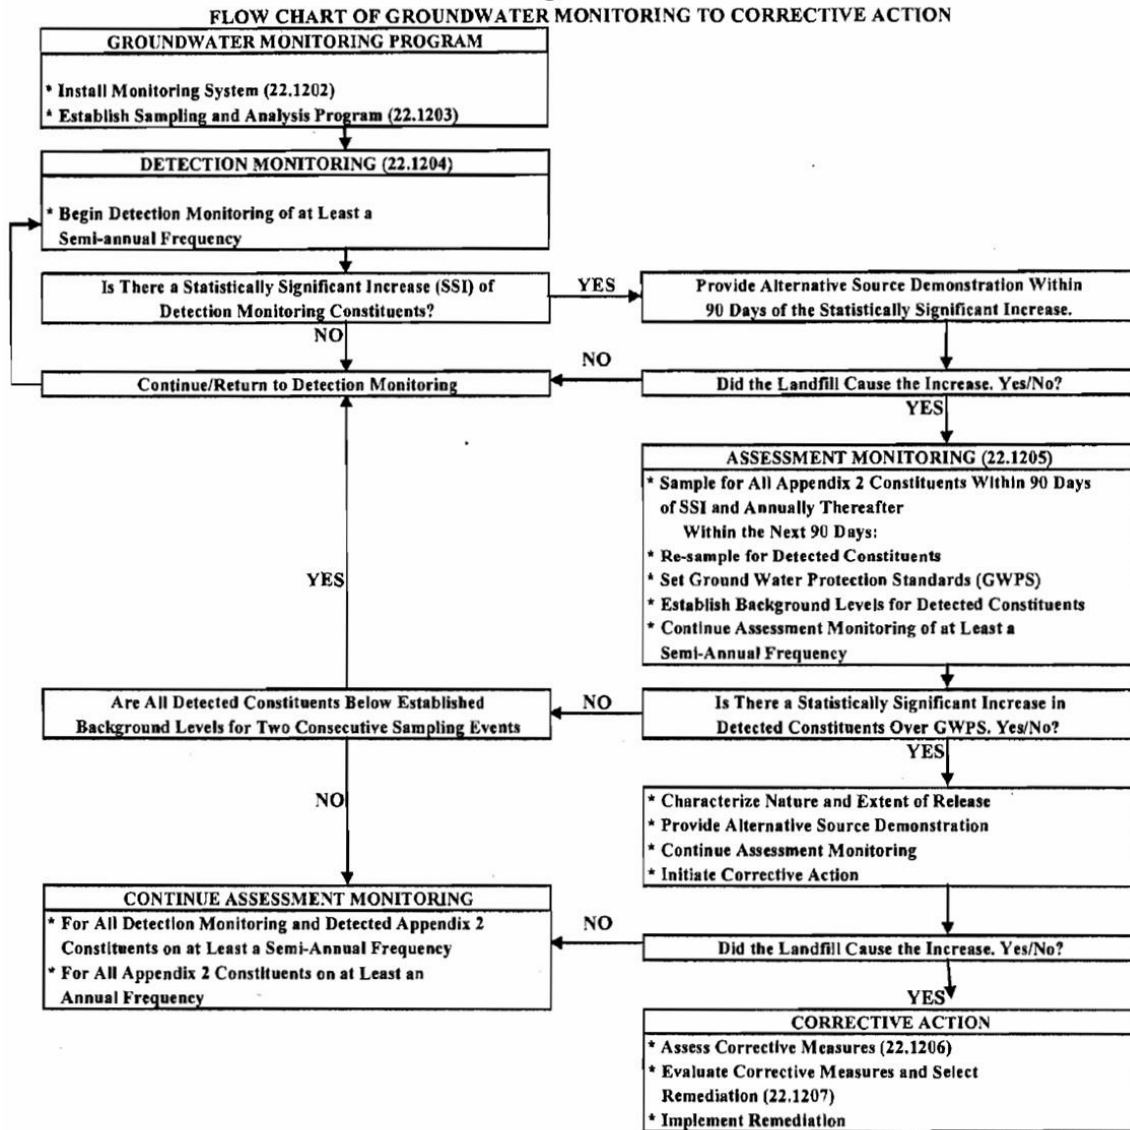 FLOW CHART OF GROUNDWATER MONITORING TO CORRECTIVE ACTION
GROUNDWATER MONITORING PROGRAM
* Install Monitoring System (22.1202)
* Establish Sampling and Analysis Program (22.1203)
DETECTION MONITORING (22.1204)
* Begin Detection Monitoring of at Least a
Semi-annual Frequency
Is There a Statistically Significant Increase (SSI) of
Detection Monitoring Constituents?
YES
Provide Alternative Source Demonstration Within
90 Days of the Statistically Significant Increase.
NO
Continue/Return to Detection Monitoring
NO
Did the Landfill Cause the Increase. Yes/No?
YES
ASSESSMENT MONITORING (22.1205)
* Sample for All Appendix 2 Constituents Within 90 Days
of SSI and Annually Thereafter
Within the Next 90 Days:
* Re-sample for Detected Constituents
* Set Ground Water Protection Standards (GWPS)
* Establish Background Levels for Detected Constituents
* Continue Assessment Monitoring of at Least a
Semi-Annual Frequency
YES
Are All Detected Constituents Below Established
Background Levels for Two Consecutive Sampling Events
NO
Is There a Statistically Significant Increase in
Detected Constituents Over GWPS. Yes/No?
YES
NO
* Characterize Nature and Extent of Release
* Provide Alternative Source Demonstration
* Continue Assessment Monitoring
* Initiate Corrective Action
CONTINUE ASSESSMENT MONITORING
* For All Detection Monitoring and Detected Appendix 2
Constituents on at Least a Semi-Annual Frequency
* For All Appendix 2 Constituents on at Least an
Annual Frequency
NO
Did the Landfill Cause the Increase. Yes/No?
YES
CORRECTIVE ACTION
* Assess Corrective Measures (22.1206)
* Evaluate Corrective Measures and Select
Remediation (22.1207)
* Implement Remediation